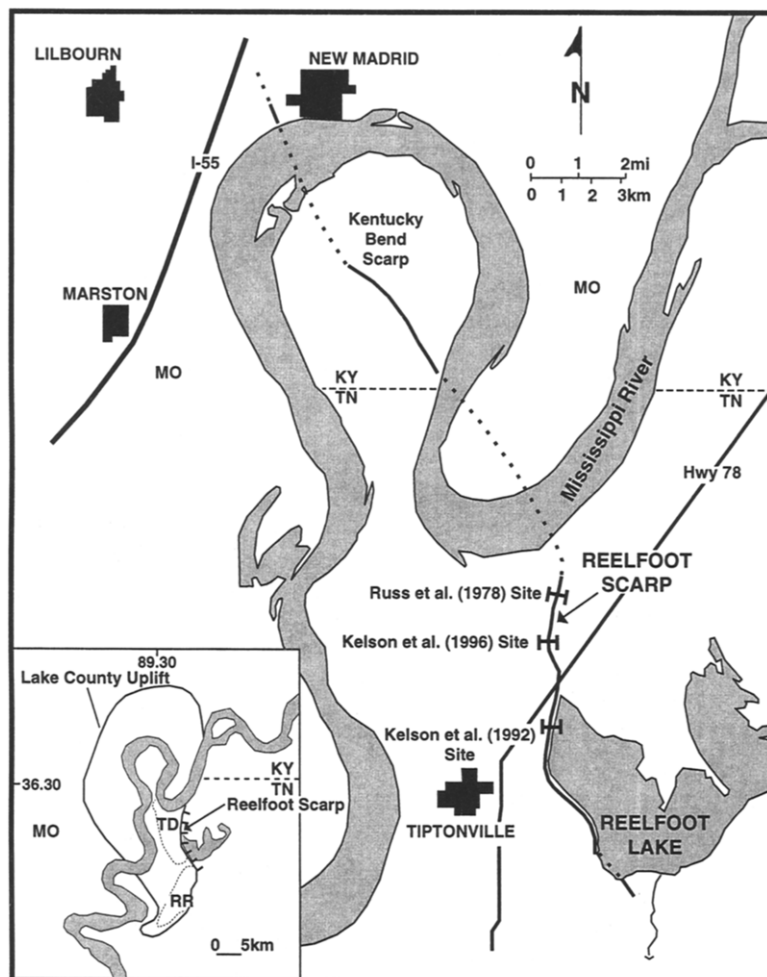 LILBOURN
NEW MADRID
N
I-55
0 1 2mi
0 1 2 3km
Kentucky
Bend
Scarp
MO
MARSTON
MO
KY
TN
KY
TN
Mississippi River
Hwy 78
REELFOOT
SCARP
Russ et al. (1978) Site
Kelson et al. (1996) Site
Kelson et al. (1992)
Site
TIPTONVILLE
REELFOOT
LAKE
89.30
Lake County Uplift
36.30
KY
TN
Reelfoot Scarp
MO
TD
RR
0 5km